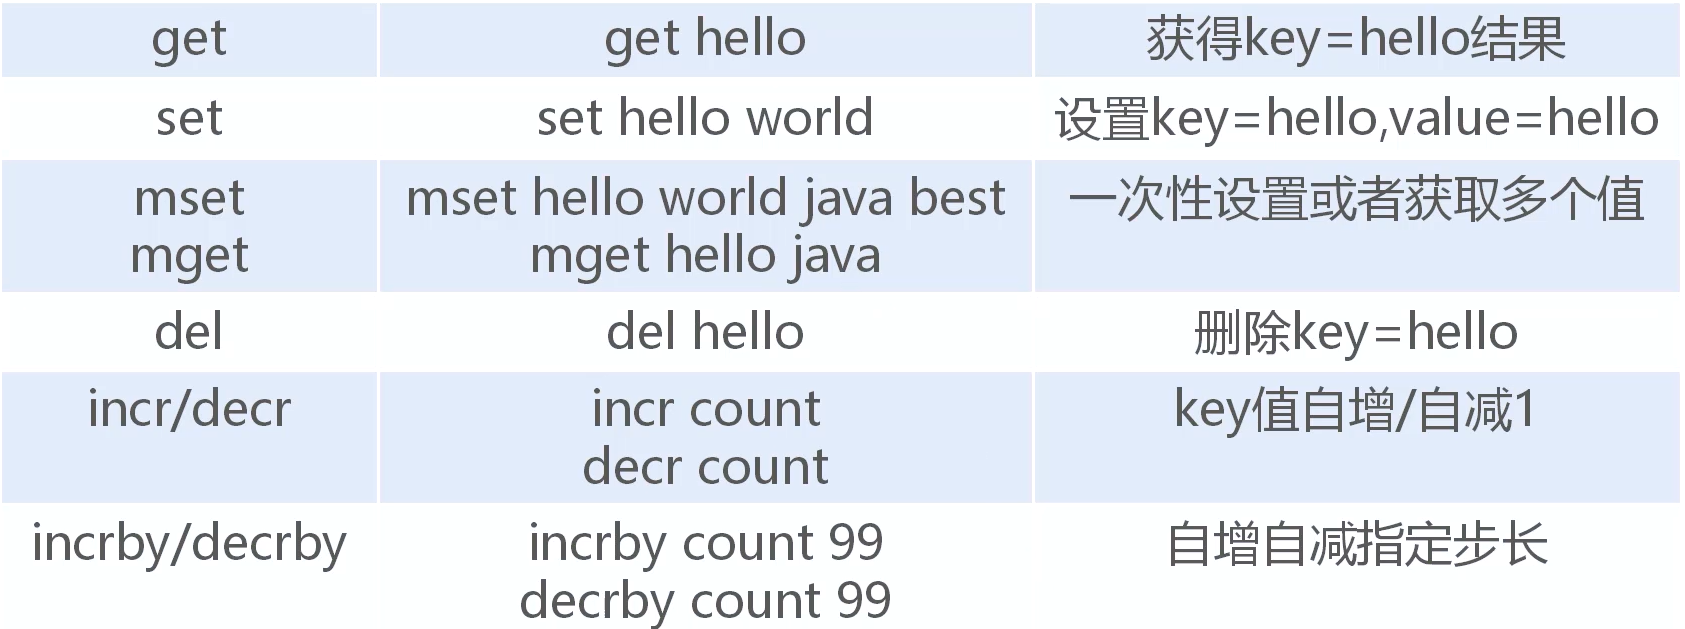 get get hello 获得key=hello结果
set set hello world 设置key=hello,value=hello
mset mset hello world java best 一次性设置或者获取多个值
mget mget hello java
del del hello 删除key=hello
incr/decr incr count key值自增/自减1
decr count
incrby/decrby incrby count 99 自增自减指定步长
decrby count 99